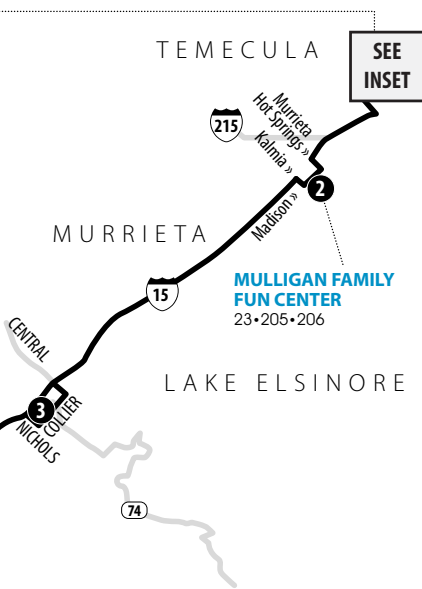 TEMECULA
SEE
INSET
215
Murrieta
Hot Springs »
Kalmia »
2
Madison »
MURRIETA
MULLIGAN FAMILY
FUN CENTER
23•205•206
15
CENTRAL
LAKE ELSINORE
3
COLLIER
NICHOLS
74